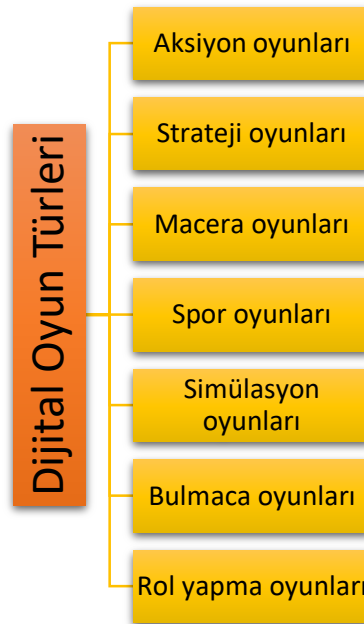 Dijital Oyun Türleri
Aksiyon oyunları
Strateji oyunları
Macera oyunları
Spor oyunları
Simülasyon
oyunları
Bulmaca oyunları
Rol yapma oyunları